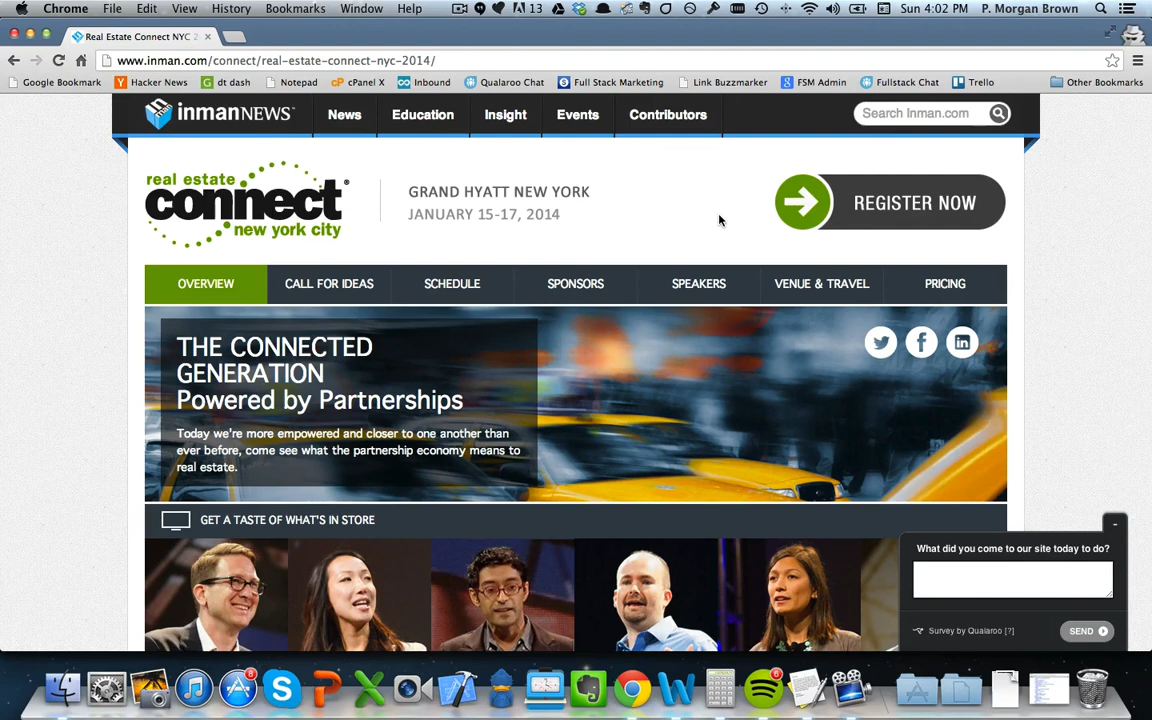 Chrome File Edit View History Bookmarks Window Help 13 Sun 4:02 PM P. Morgan Brown
Real Estate Connect NYC 2
www.inman.com/connect/real-estate-connect-nyc-2014/
Google Bookmark Hacker News dt dash Notepad cPanel X Inbound Qualaroo Chat Full Stack Marketing Link Buzzmarker FSM Admin Fullstack Chat Trello Other Bookmarks
inmanNEWS™ News Education Insight Events Contributors Search Inman.com
real estate
connect®
new york city
GRAND HYATT NEW YORK
JANUARY 15-17, 2014
REGISTER NOW
OVERVIEW CALL FOR IDEAS SCHEDULE SPONSORS SPEAKERS VENUE & TRAVEL PRICING
THE CONNECTED
GENERATION
Powered by Partnerships
Today we're more empowered and closer to one another than
ever before, come see what the partnership economy means to
real estate.
GET A TASTE OF WHAT'S IN STORE
What did you come to our site today to do?
Survey by Qualaroo [?] SEND